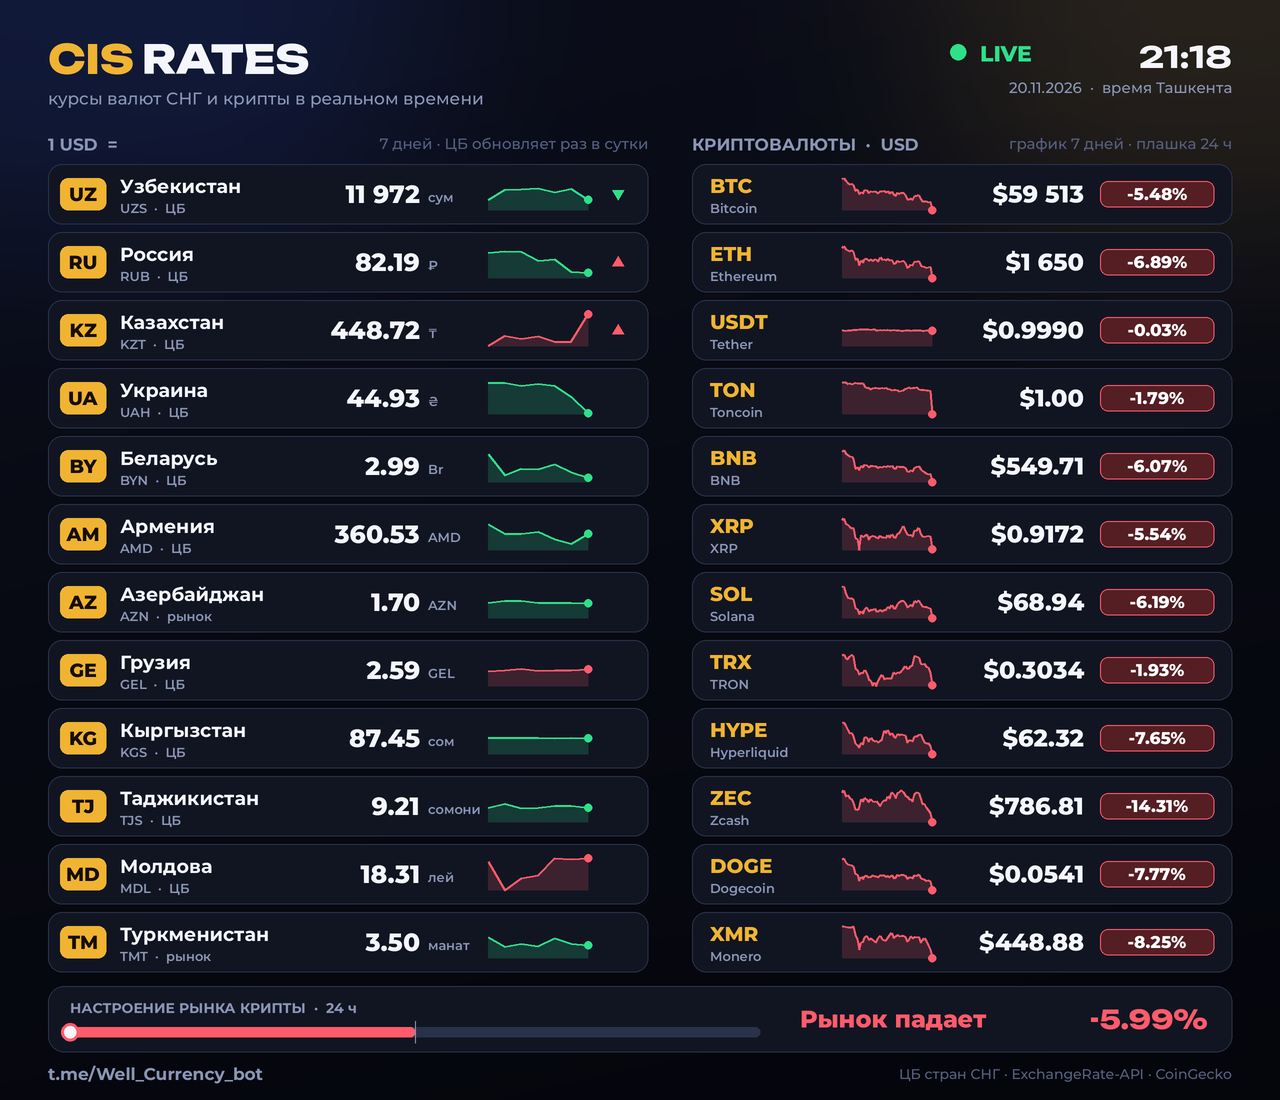 CIS RATES
курсы валют СНГ и крипты в реальном времени
LIVE
21:18
20.11.2026 · время Ташкента
1 USD =
7 дней · ЦБ обновляет раз в сутки
UZ Узбекистан 11 972 сум
UZS · ЦБ
RU Россия 82.19 ₽
RUB · ЦБ
KZ Казахстан 448.72 ₸
KZT · ЦБ
UA Украина 44.93 ₴
UAH · ЦБ
BY Беларусь 2.99 Br
BYN · ЦБ
AM Армения 360.53 AMD
AMD · ЦБ
AZ Азербайджан 1.70 AZN
AZN · рынок
GE Грузия 2.59 GEL
GEL · ЦБ
KG Кыргызстан 87.45 сом
KGS · ЦБ
TJ Таджикистан 9.21 сомони
TJS · ЦБ
MD Молдова 18.31 лей
MDL · ЦБ
TM Туркменистан 3.50 манат
TMT · рынок
КРИПТОВАЛЮТЫ · USD
график 7 дней · плашка 24 ч
BTC $59 513 -5.48%
Bitcoin
ETH $1 650 -6.89%
Ethereum
USDT $0.9990 -0.03%
Tether
TON $1.00 -1.79%
Toncoin
BNB $549.71 -6.07%
BNB
XRP $0.9172 -5.54%
XRP
SOL $68.94 -6.19%
Solana
TRX $0.3034 -1.93%
TRON
HYPE $62.32 -7.65%
Hyperliquid
ZEC $786.81 -14.31%
Zcash
DOGE $0.0541 -7.77%
Dogecoin
XMR $448.88 -8.25%
Monero
НАСТРОЕНИЕ РЫНКА КРИПТЫ · 24 ч
Рынок падает -5.99%
t.me/Well_Currency_bot
ЦБ стран СНГ · ExchangeRate-API · CoinGecko